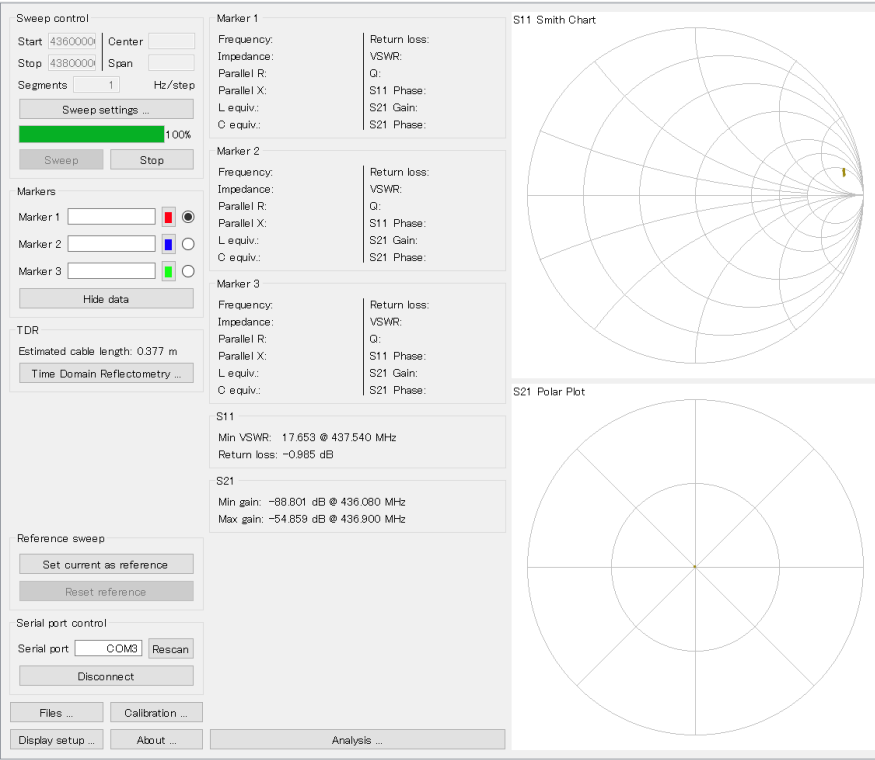 Sweep control
Start 4360000
Center
Stop 4380000
Span
Segments 1 Hz/step
Sweep settings ...
100%
Sweep
Stop
Markers
Marker 1
Marker 2
Marker 3
Hide data
TDR
Estimated cable length: 0.377 m
Time Domain Reflectometry ...
Reference sweep
Set current as reference
Reset reference
Serial port control
Serial port COM3 Rescan
Disconnect
Files ...
Calibration ...
Display setup ...
About ...
Marker 1
Frequency:
Impedance:
Parallel R:
Parallel X:
L equiv.:
C equiv.:
Return loss:
VSWR:
Q:
S11 Phase:
S21 Gain:
S21 Phase:
Marker 2
Frequency:
Impedance:
Parallel R:
Parallel X:
L equiv.:
C equiv.:
Return loss:
VSWR:
Q:
S11 Phase:
S21 Gain:
S21 Phase:
Marker 3
Frequency:
Impedance:
Parallel R:
Parallel X:
L equiv.:
C equiv.:
Return loss:
VSWR:
Q:
S11 Phase:
S21 Gain:
S21 Phase:
S11
Min VSWR: 17.653 @ 437.540 MHz
Return loss: -0.985 dB
S21
Min gain: -88.801 dB @ 436.080 MHz
Max gain: -54.859 dB @ 436.900 MHz
Analysis ...
S11 Smith Chart
S21 Polar Plot